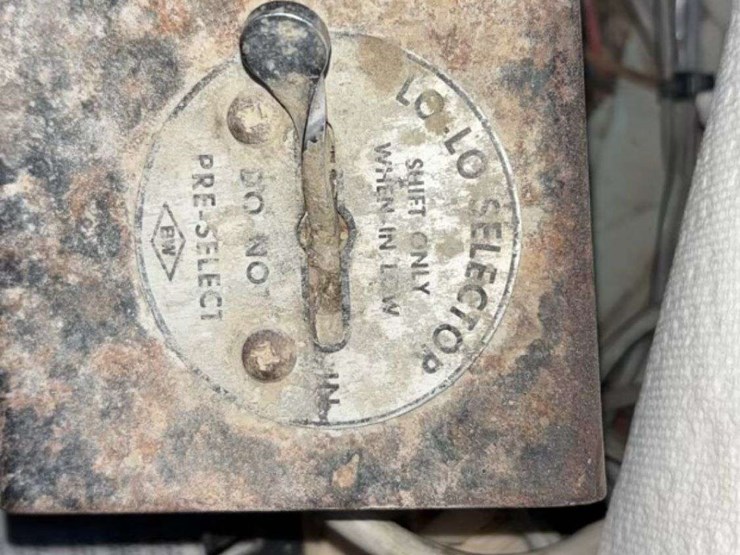 LO-LO SELECTOR
SHIFT ONLY
WHEN IN LOW
IN
DO NOT
PRE-SELECT
BW